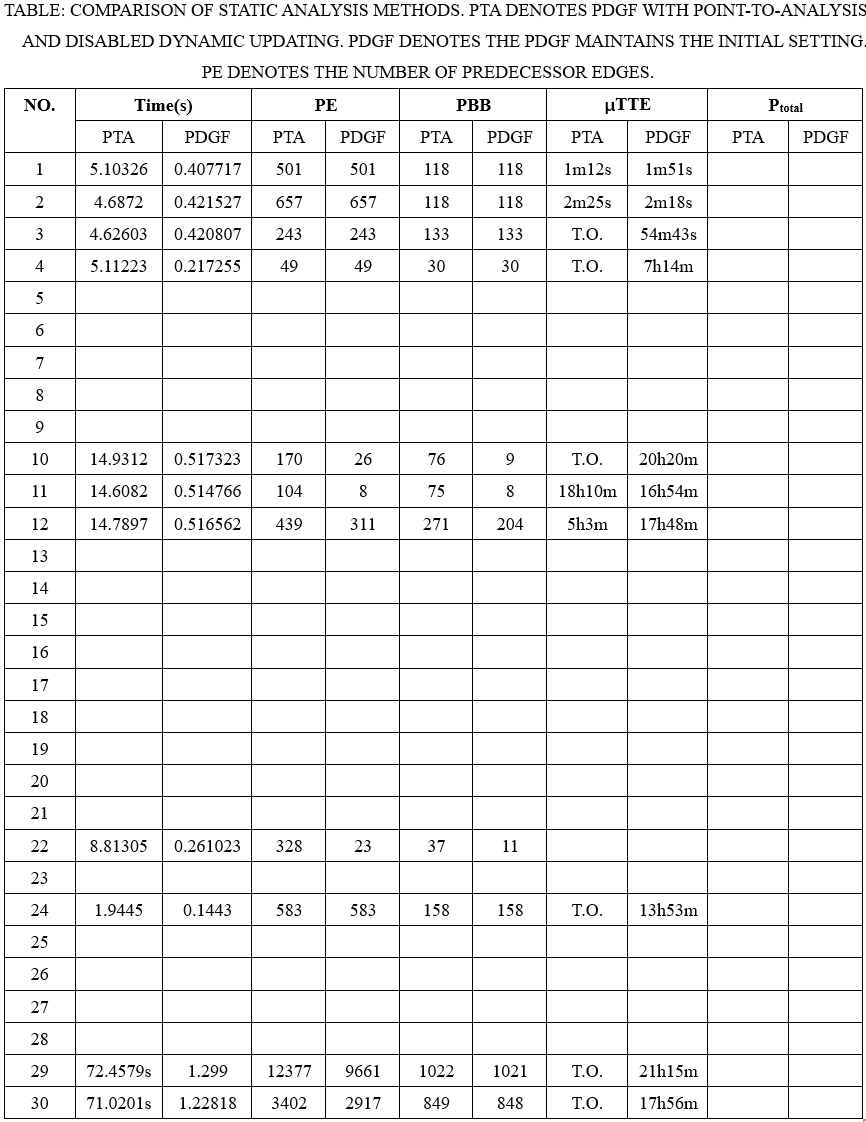 TABLE: COMPARISON OF STATIC ANALYSIS METHODS. PTA DENOTES PDGF WITH POINT-TO-ANALYSIS
AND DISABLED DYNAMIC UPDATING. PDGF DENOTES THE PDGF MAINTAINS THE INITIAL SETTING.
PE DENOTES THE NUMBER OF PREDECESSOR EDGES.
NO. Time(s) PE PBB μTTE Ptotal
PTA PDGF PTA PDGF PTA PDGF PTA PDGF PTA PDGF
1 5.10326 0.407717 501 501 118 118 1m12s 1m51s
2 4.6872 0.421527 657 657 118 118 2m25s 2m18s
3 4.62603 0.420807 243 243 133 133 T.O. 54m43s
4 5.11223 0.217255 49 49 30 30 T.O. 7h14m
5
6
7
8
9
10 14.9312 0.517323 170 26 76 9 T.O. 20h20m
11 14.6082 0.514766 104 8 75 8 18h10m 16h54m
12 14.7897 0.516562 439 311 271 204 5h3m 17h48m
13
14
15
16
17
18
19
20
21
22 8.81305 0.261023 328 23 37 11
23
24 1.9445 0.1443 583 583 158 158 T.O. 13h53m
25
26
27
28
29 72.4579s 1.299 12377 9661 1022 1021 T.O. 21h15m
30 71.0201s 1.22818 3402 2917 849 848 T.O. 17h56m